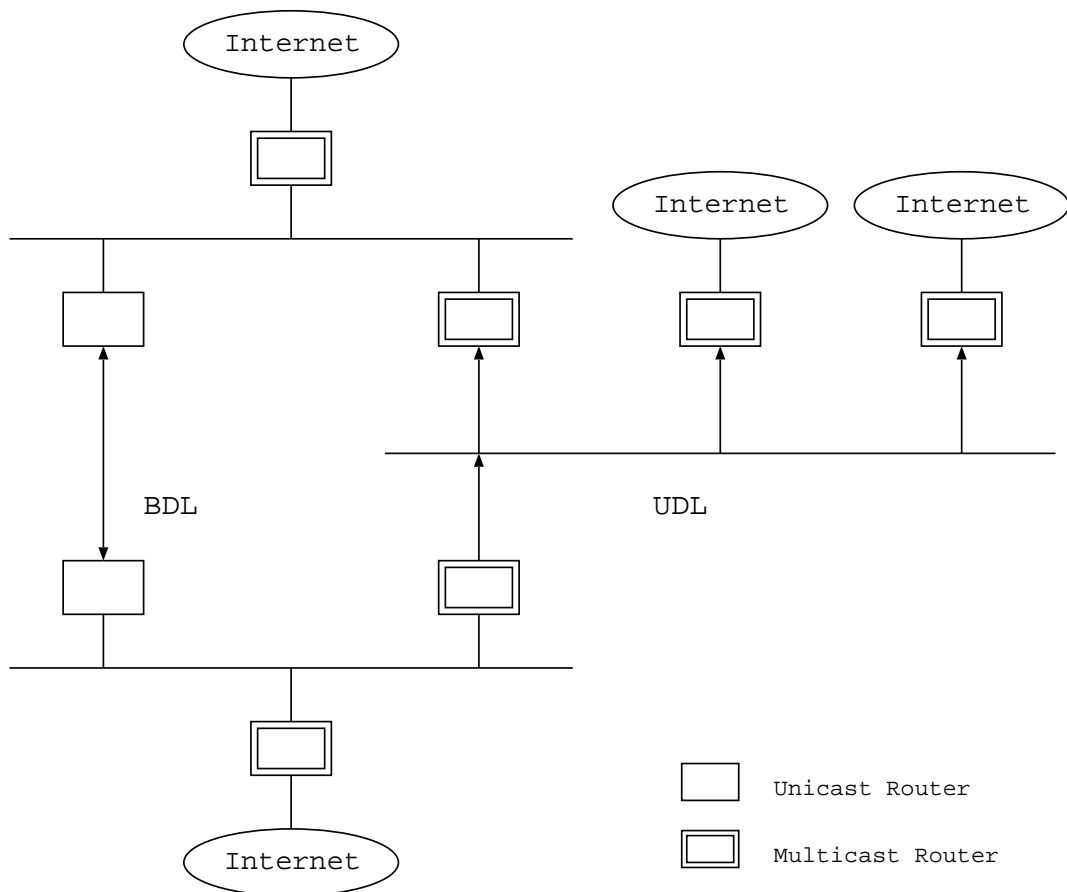 Internet
Internet
Internet
BDL
UDL
Unicast Router
Internet
Multicast Router